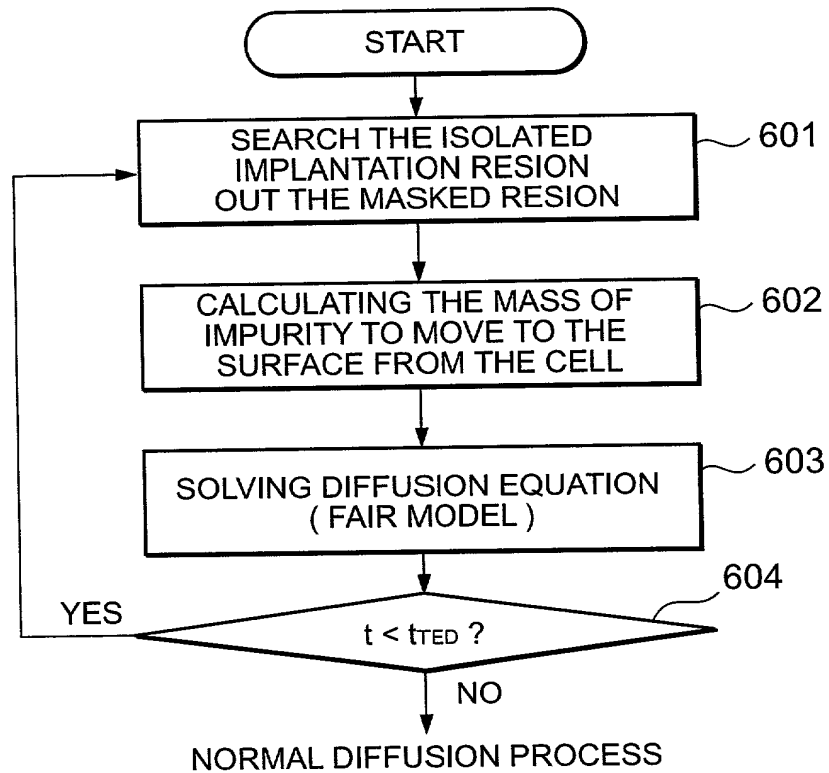 START
SEARCH THE ISOLATED
IMPLANTATION RESION
OUT THE MASKED RESION
601
CALCULATING THE MASS OF
IMPURITY TO MOVE TO THE
SURFACE FROM THE CELL
602
SOLVING DIFFUSION EQUATION
( FAIR MODEL )
603
604
YES
t < tTED ?
NO
NORMAL DIFFUSION PROCESS